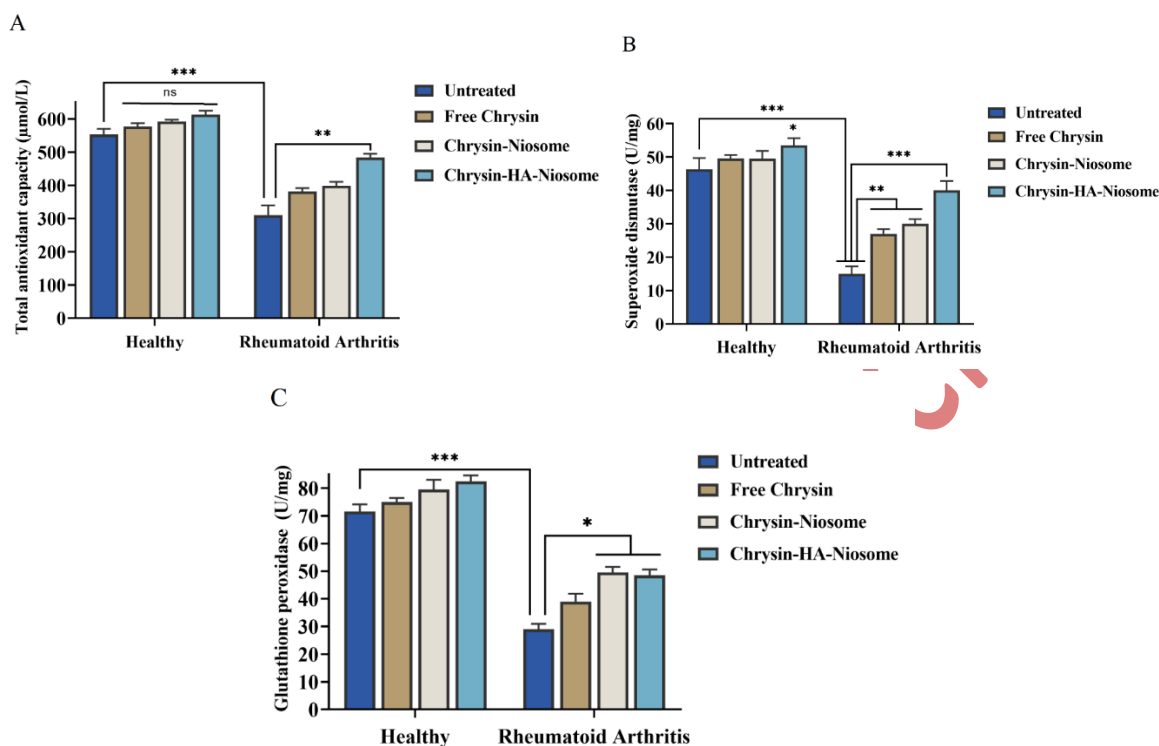 A
Total antioxidant capacity (µmol/L)
600
500
400
300
200
100
0
***
ns
**
Healthy
Rheumatoid Arthritis
Untreated
Free Chrysin
Chrysin-Niosome
Chrysin-HA-Niosome
B
Superoxide dismutase (U/mg)
60
50
40
30
20
10
0
***
*
***
**
Healthy
Rheumatoid Arthritis
Untreated
Free Chrysin
Chrysin-Niosome
Chrysin-HA-Niosome
C
Glutathione peroxidase (U/mg)
80
70
60
50
40
30
20
10
0
***
*
Healthy
Rheumatoid Arthritis
Untreated
Free Chrysin
Chrysin-Niosome
Chrysin-HA-Niosome